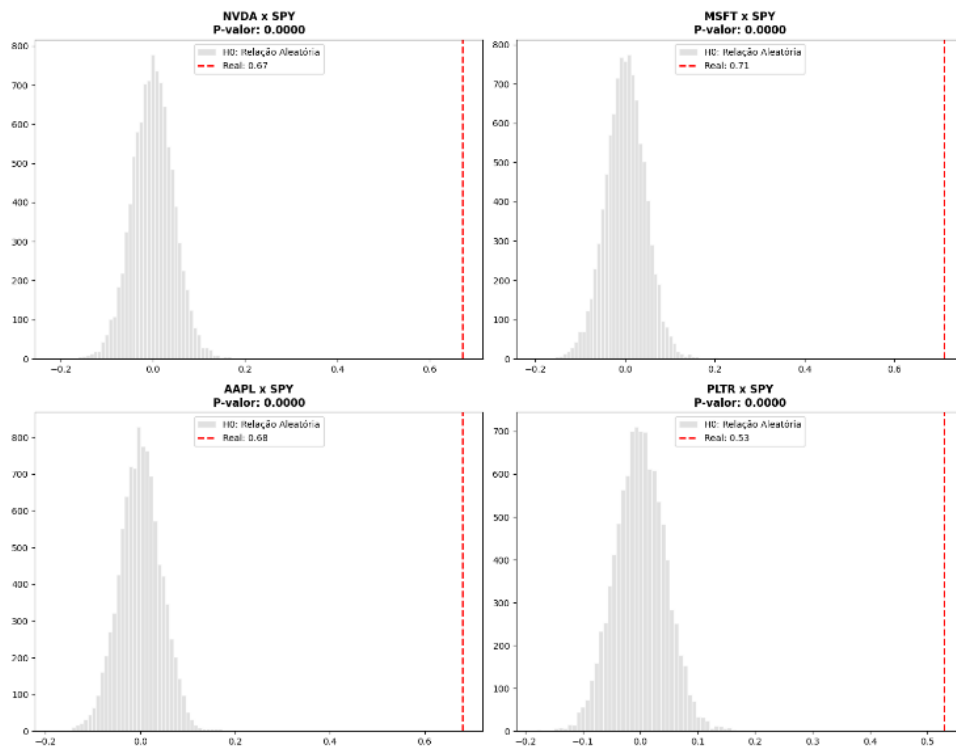 NVDA x SPY
P-valor: 0.0000
H0: Relação Aleatória
Real: 0.67
800
700
600
500
400
300
200
100
0
−0.2 0.0 0.2 0.4 0.6
MSFT x SPY
P-valor: 0.0000
H0: Relação Aleatória
Real: 0.71
800
700
600
500
400
300
200
100
0
−0.2 0.0 0.2 0.4 0.6
AAPL x SPY
P-valor: 0.0000
H0: Relação Aleatória
Real: 0.68
800
700
600
500
400
300
200
100
0
−0.2 0.0 0.2 0.4 0.6
PLTR x SPY
P-valor: 0.0000
H0: Relação Aleatória
Real: 0.53
700
600
500
400
300
200
100
0
−0.2 −0.1 0.0 0.1 0.2 0.3 0.4 0.5